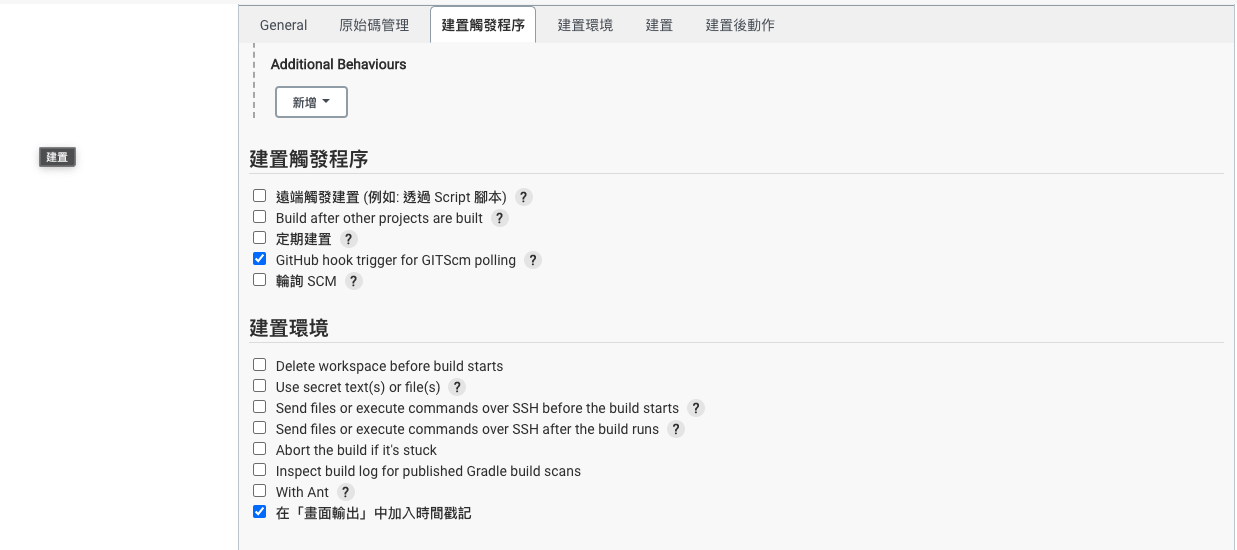 General 原始碼管理 建置觸發程序 建置環境 建置 建置後動作
Additional Behaviours
新增
建置
建置觸發程序
遠端觸發建置 (例如: 透過 Script 腳本) ?
Build after other projects are built ?
定期建置 ?
GitHub hook trigger for GITScm polling ?
輪詢 SCM ?
建置環境
Delete workspace before build starts
Use secret text(s) or file(s) ?
Send files or execute commands over SSH before the build starts ?
Send files or execute commands over SSH after the build runs ?
Abort the build if it's stuck
Inspect build log for published Gradle build scans
With Ant ?
在「畫面輸出」中加入時間戳記